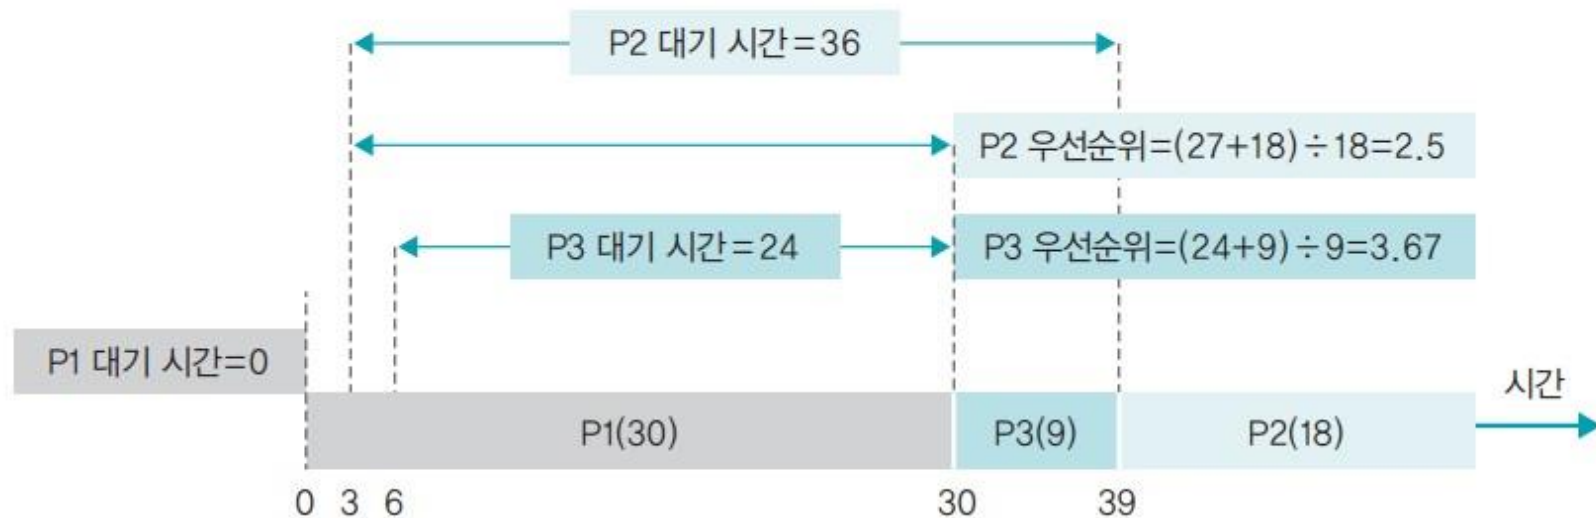 P2 대기 시간=36
P2 우선순위=(27+18)÷18=2.5
P3 대기 시간=24
P3 우선순위=(24+9)÷9=3.67
P1 대기 시간=0
시간
P1(30)
P3(9)
P2(18)
0 3 6 30 39